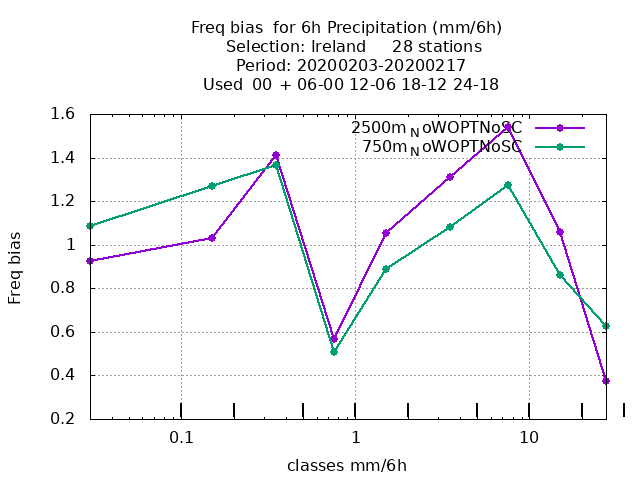 Freq bias  for 6h Precipitation (mm/6h)
Selection: Ireland     28 stations
Period: 20200203-20200217
Used  00  + 06-00 12-06 18-12 24-18
2500mNoWOPTNoSC
750mNoWOPTNoSC
1.6
1.4
1.2
1
0.8
0.6
0.4
0.2
Freq bias
0.1 1 10
classes mm/6h